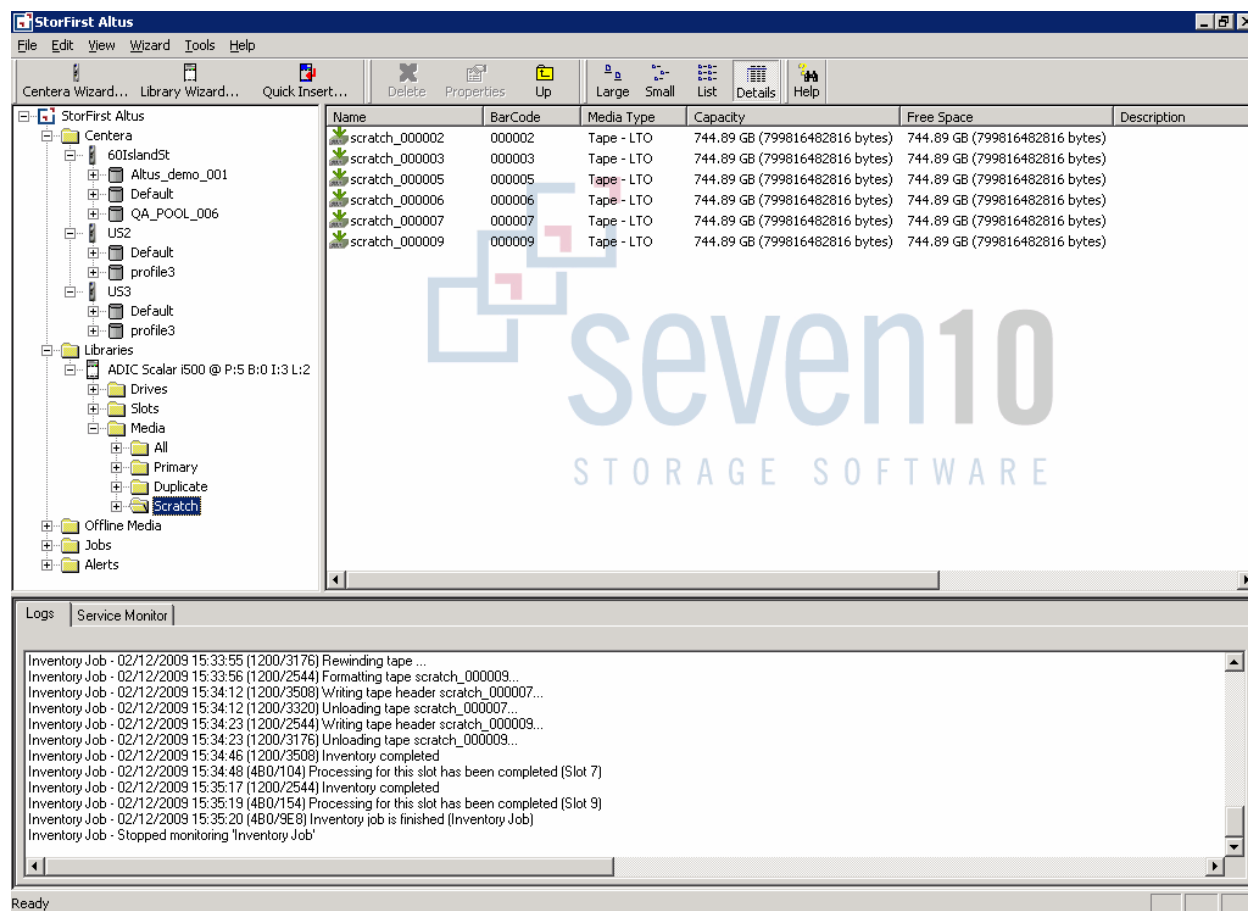 StorFirst Altus
File Edit View Wizard Tools Help
Centera Wizard... Library Wizard... Quick Insert... Delete Properties Up Large Small List Details Help
StorFirst Altus
Centera
60IslandSt
Altus_demo_001
Default
QA_POOL_006
US2
Default
profile3
US3
Default
profile3
Libraries
ADIC Scalar i500 @ P:5 B:0 I:3 L:2
Drives
Slots
Media
All
Primary
Duplicate
Scratch
Offline Media
Jobs
Alerts
Name BarCode Media Type Capacity Free Space Description
scratch_000002 000002 Tape - LTO 744.89 GB (799816482816 bytes) 744.89 GB (799816482816 bytes)
scratch_000003 000003 Tape - LTO 744.89 GB (799816482816 bytes) 744.89 GB (799816482816 bytes)
scratch_000005 000005 Tape - LTO 744.89 GB (799816482816 bytes) 744.89 GB (799816482816 bytes)
scratch_000006 000006 Tape - LTO 744.89 GB (799816482816 bytes) 744.89 GB (799816482816 bytes)
scratch_000007 000007 Tape - LTO 744.89 GB (799816482816 bytes) 744.89 GB (799816482816 bytes)
scratch_000009 000009 Tape - LTO 744.89 GB (799816482816 bytes) 744.89 GB (799816482816 bytes)
seven10
STORAGE SOFTWARE
Logs Service Monitor
Inventory Job - 02/12/2009 15:33:55 (1200/3176) Rewinding tape ...
Inventory Job - 02/12/2009 15:33:56 (1200/2544) Formatting tape scratch_000009...
Inventory Job - 02/12/2009 15:34:12 (1200/3508) Writing tape header scratch_000007...
Inventory Job - 02/12/2009 15:34:12 (1200/3320) Unloading tape scratch_000007...
Inventory Job - 02/12/2009 15:34:23 (1200/2544) Writing tape header scratch_000009...
Inventory Job - 02/12/2009 15:34:23 (1200/3176) Unloading tape scratch_000009...
Inventory Job - 02/12/2009 15:34:46 (1200/3508) Inventory completed
Inventory Job - 02/12/2009 15:34:48 (4B0/104) Processing for this slot has been completed (Slot 7)
Inventory Job - 02/12/2009 15:35:17 (1200/2544) Inventory completed
Inventory Job - 02/12/2009 15:35:19 (4B0/154) Processing for this slot has been completed (Slot 9)
Inventory Job - 02/12/2009 15:35:20 (4B0/9E8) Inventory job is finished (Inventory Job)
Inventory Job - Stopped monitoring 'Inventory Job'
Ready